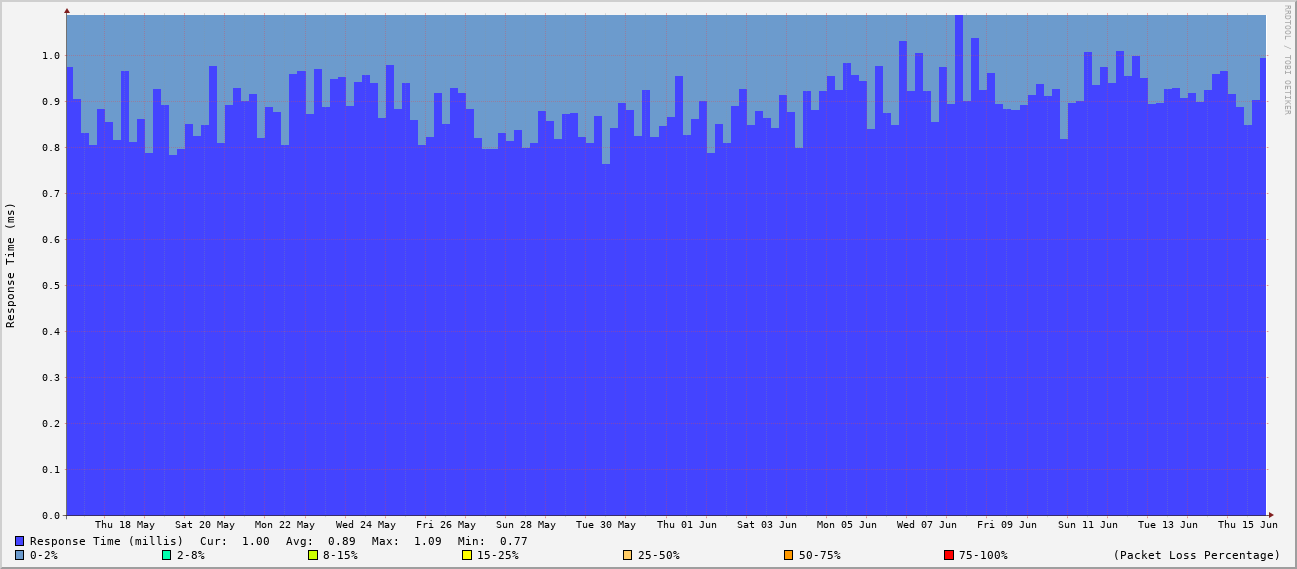 RRDTOOL / TOBI OETIKER
Response Time (ms)
1.0
0.9
0.8
0.7
0.6
0.5
0.4
0.3
0.2
0.1
0.0
Thu 18 May Sat 20 May Mon 22 May Wed 24 May Fri 26 May Sun 28 May Tue 30 May Thu 01 Jun Sat 03 Jun Mon 05 Jun Wed 07 Jun Fri 09 Jun Sun 11 Jun Tue 13 Jun Thu 15 Jun
Response Time (millis) Cur: 1.00 Avg: 0.89 Max: 1.09 Min: 0.77
0-2% 2-8% 8-15% 15-25% 25-50% 50-75% 75-100% (Packet Loss Percentage)